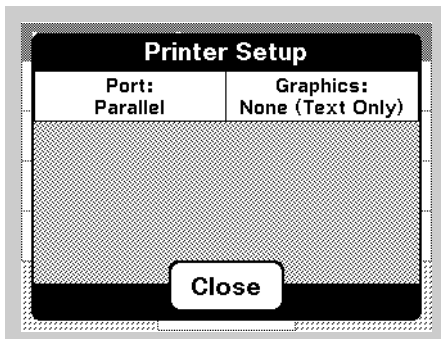 Printer Setup
Port:
Parallel
Graphics:
None (Text Only)
Close